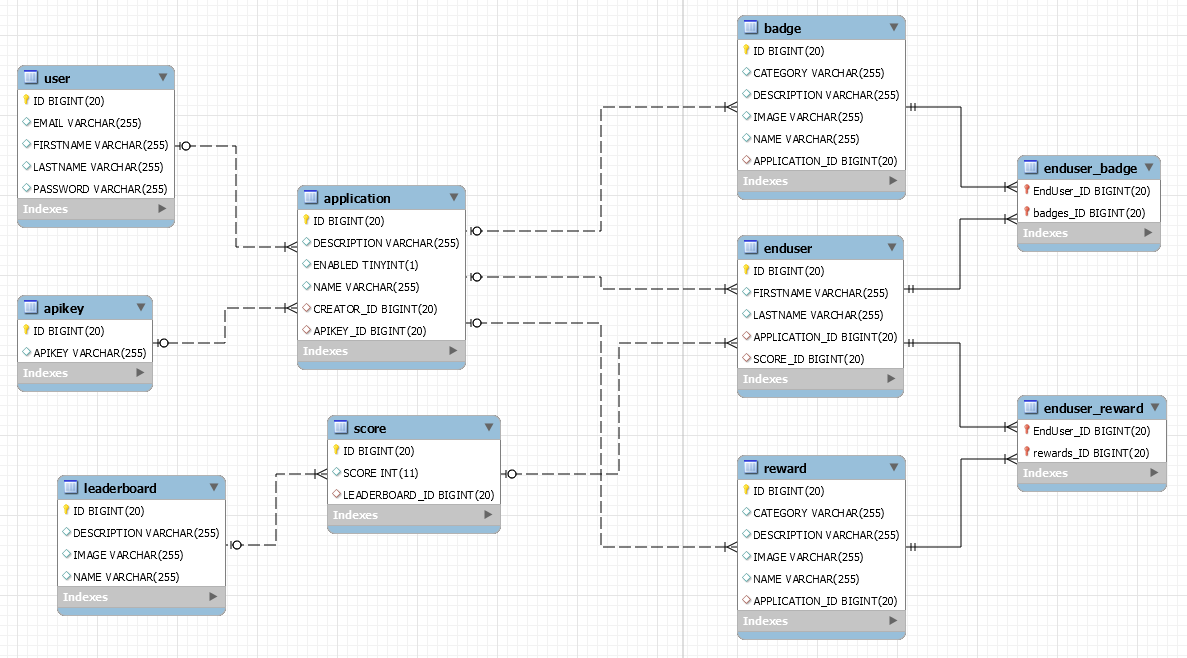 user
ID BIGINT(20)
EMAIL VARCHAR(255)
FIRSTNAME VARCHAR(255)
LASTNAME VARCHAR(255)
PASSWORD VARCHAR(255)
Indexes
apikey
ID BIGINT(20)
APIKEY VARCHAR(255)
Indexes
application
ID BIGINT(20)
DESCRIPTION VARCHAR(255)
ENABLED TINYINT(1)
NAME VARCHAR(255)
CREATOR_ID BIGINT(20)
APIKEY_ID BIGINT(20)
Indexes
score
ID BIGINT(20)
SCORE INT(11)
LEADERBOARD_ID BIGINT(20)
Indexes
leaderboard
ID BIGINT(20)
DESCRIPTION VARCHAR(255)
IMAGE VARCHAR(255)
NAME VARCHAR(255)
Indexes
badge
ID BIGINT(20)
CATEGORY VARCHAR(255)
DESCRIPTION VARCHAR(255)
IMAGE VARCHAR(255)
NAME VARCHAR(255)
APPLICATION_ID BIGINT(20)
Indexes
enduser
ID BIGINT(20)
FIRSTNAME VARCHAR(255)
LASTNAME VARCHAR(255)
APPLICATION_ID BIGINT(20)
SCORE_ID BIGINT(20)
Indexes
reward
ID BIGINT(20)
CATEGORY VARCHAR(255)
DESCRIPTION VARCHAR(255)
IMAGE VARCHAR(255)
NAME VARCHAR(255)
APPLICATION_ID BIGINT(20)
Indexes
enduser_badge
EndUser_ID BIGINT(20)
badges_ID BIGINT(20)
Indexes
enduser_reward
EndUser_ID BIGINT(20)
rewards_ID BIGINT(20)
Indexes